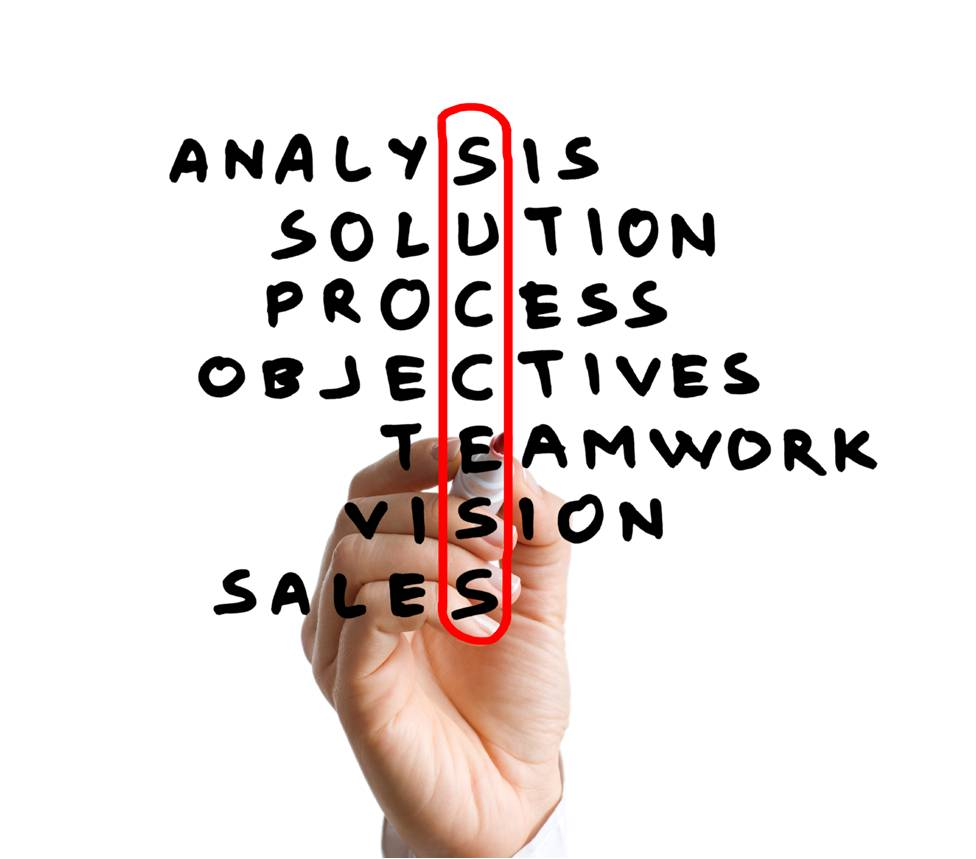 ANALYSIS
SOLUTION
PROCESS
OBJECTIVES
TEAMWORK
VISION
SALES